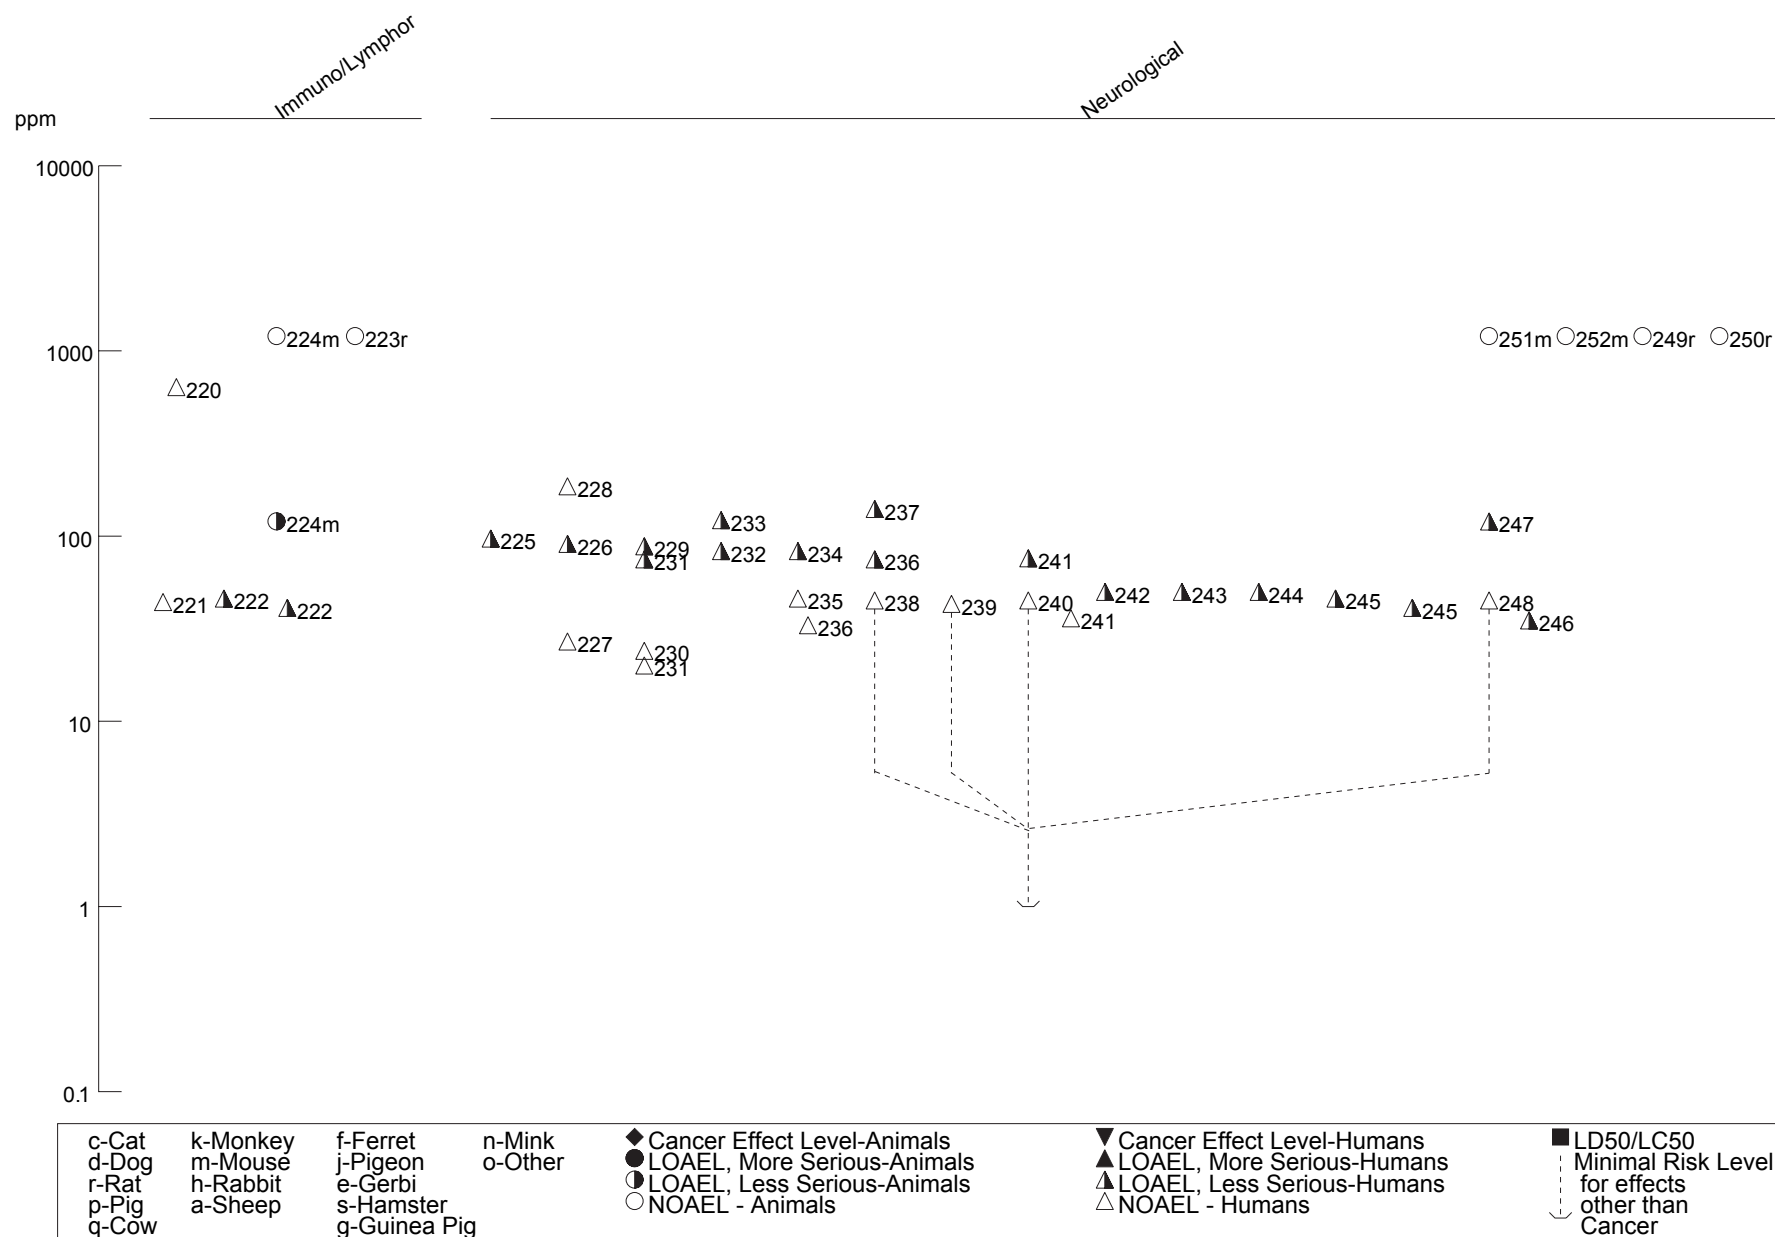 Immuno/Lymphor
Neurological
ppm
10000
1000
100
10
1
0.1
224m
223r
251m
252m
249r
250r
220
228
224m
237
233
247
225
226
229
231
232
234
236
241
221
222
222
235
236
238
239
240
241
242
243
244
245
245
248
246
227
230
231
c-Cat k-Monkey f-Ferret n-Mink Cancer Effect Level-Animals Cancer Effect Level-Humans LD50/LC50
d-Dog m-Mouse j-Pigeon o-Other LOAEL, More Serious-Animals LOAEL, More Serious-Humans Minimal Risk Level
r-Rat h-Rabbit e-Gerbi LOAEL, Less Serious-Animals LOAEL, Less Serious-Humans for effects
p-Pig a-Sheep s-Hamster NOAEL - Animals NOAEL - Humans other than
q-Cow g-Guinea Pig Cancer